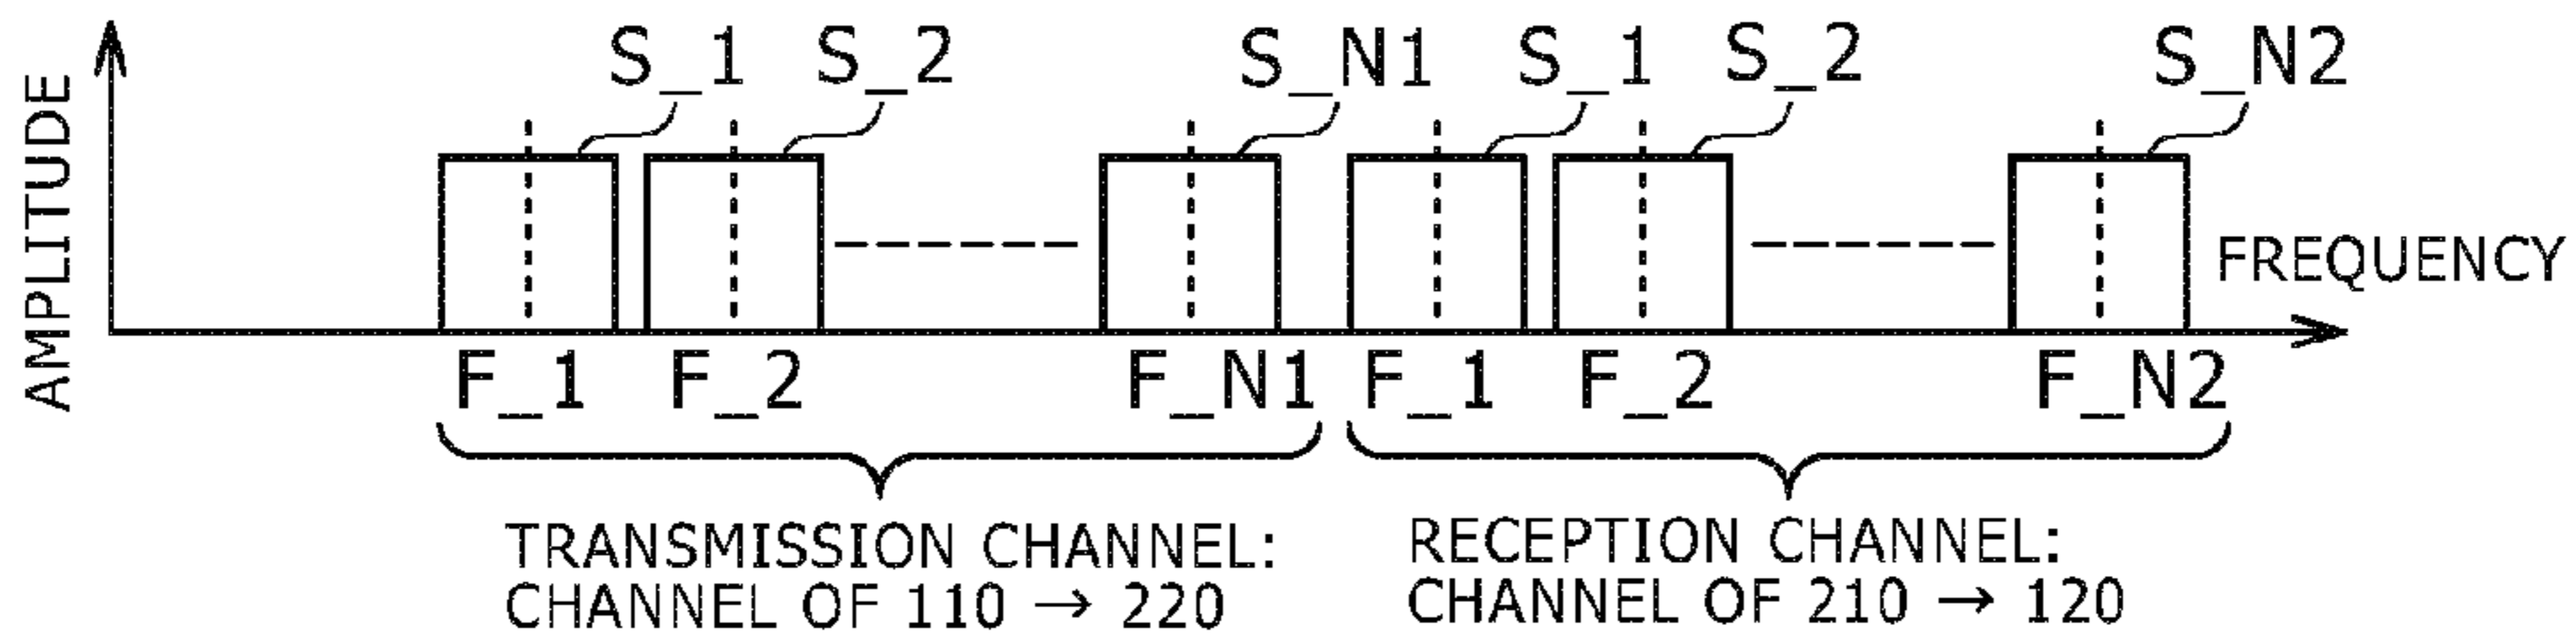 AMPLITUDE
S_1 S_2 S_N1 S_1 S_2 S_N2
FREQUENCY
F_1 F_2 F_N1 F_1 F_2 F_N2
TRANSMISSION CHANNEL:
CHANNEL OF 110 → 220
RECEPTION CHANNEL:
CHANNEL OF 210 → 120